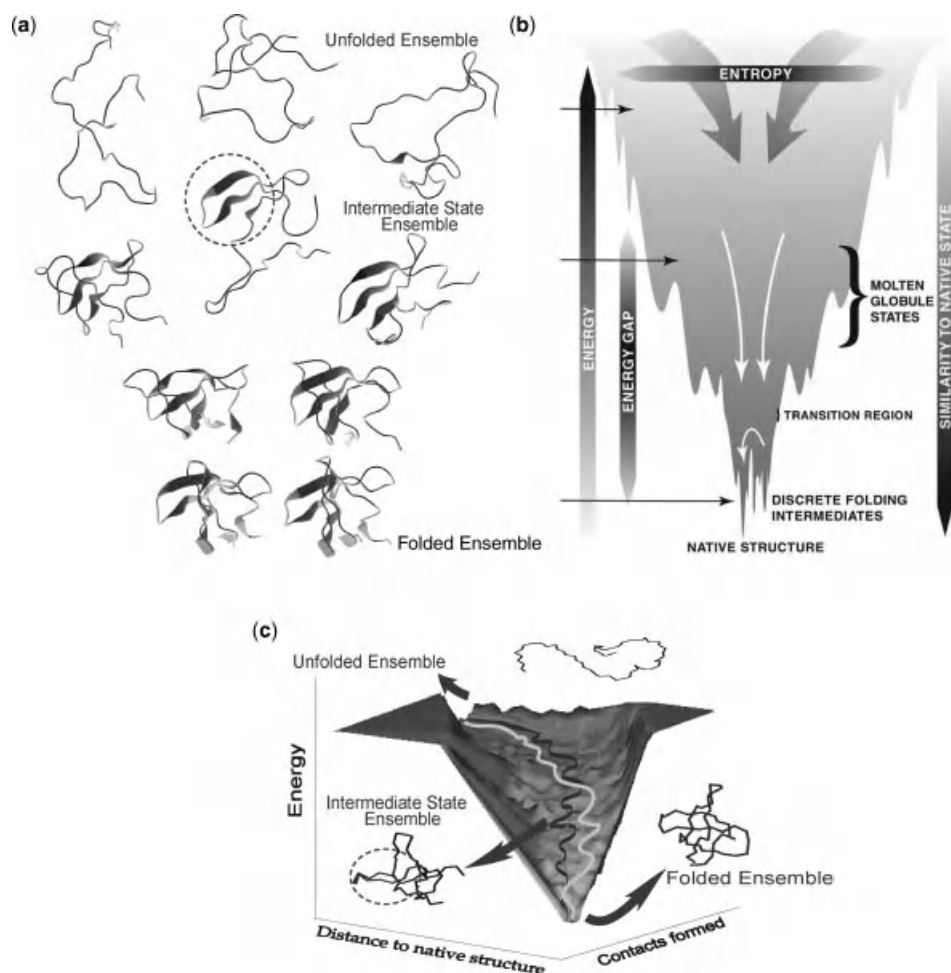 (a)
Unfolded Ensemble
Intermediate State
Ensemble
Folded Ensemble
(b)
ENTROPY
ENERGY
ENERGY GAP
MOLTEN
GLOBULE
STATES
TRANSITION REGION
DISCRETE FOLDING
INTERMEDIATES
NATIVE STRUCTURE
SIMILARITY TO NATIVE STATE
(c)
Unfolded Ensemble
Energy
Intermediate State
Ensemble
Folded Ensemble
Distance to native structure
Contacts formed